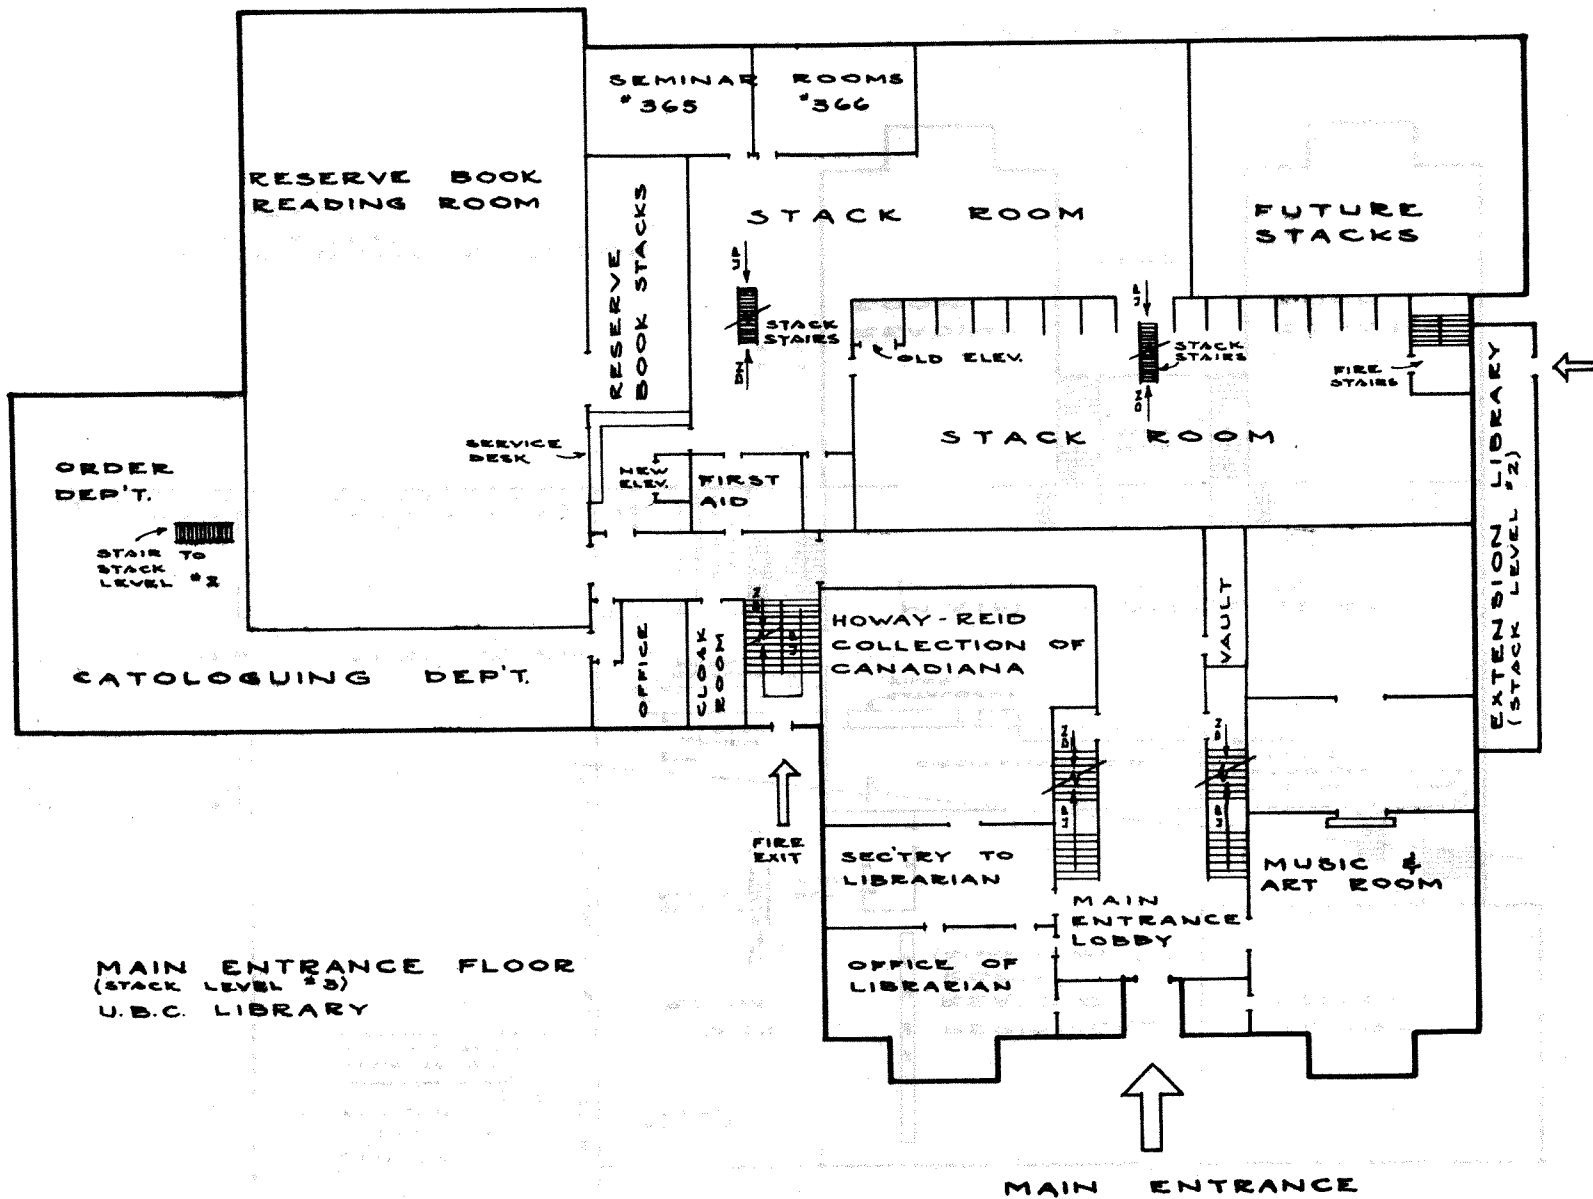 SEMINAR ROOMS
#365 #366
RESERVE BOOK
READING ROOM
RESERVE
BOOK STACKS
STACK ROOM
FUTURE
STACKS
UP
STACK
STAIRS
DN
OLD ELEV.
UP
STACK
STAIRS
DN
FIRE
STAIRS
EXTENSION LIBRARY
(STACK LEVEL #2)
STACK ROOM
ORDER
DEP'T.
SERVICE
DESK
NEW
ELEV.
FIRST
AID
STAIR TO
STACK
LEVEL #2
CATOLOGUING DEP'T.
OFFICE
CLOAK
ROOM
DN
UP
HOWAY-REID
COLLECTION OF
CANADIANA
VAULT
DN
UP
DN
UP
FIRE
EXIT
SEC'TRY TO
LIBRARIAN
MUSIC &
ART ROOM
MAIN
ENTRANCE
LOBBY
OFFICE OF
LIBRARIAN
MAIN ENTRANCE FLOOR
(STACK LEVEL #3)
U.B.C. LIBRARY
MAIN ENTRANCE